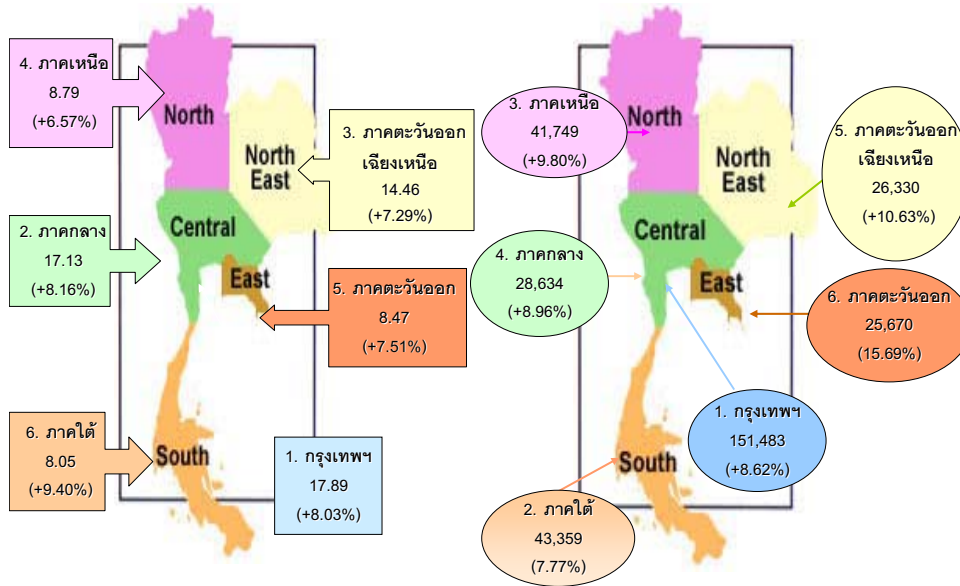 4. ภาคเหนือ
8.79
(+6.57%)
North
3. ภาคตะวันออก
เฉียงเหนือ
14.46
(+7.29%)
North
East
2. ภาคกลาง
17.13
(+8.16%)
Central
East
5. ภาคตะวันออก
8.47
(+7.51%)
6. ภาคใต้
8.05
(+9.40%)
South
1. กรุงเทพฯ
17.89
(+8.03%)
3. ภาคเหนือ
41,749
(+9.80%)
North
5. ภาคตะวันออก
เฉียงเหนือ
26,330
(+10.63%)
North
East
4. ภาคกลาง
28,634
(+8.96%)
Central
East
6. ภาคตะวันออก
25,670
(15.69%)
1. กรุงเทพฯ
151,483
(+8.62%)
South
2. ภาคใต้
43,359
(7.77%)